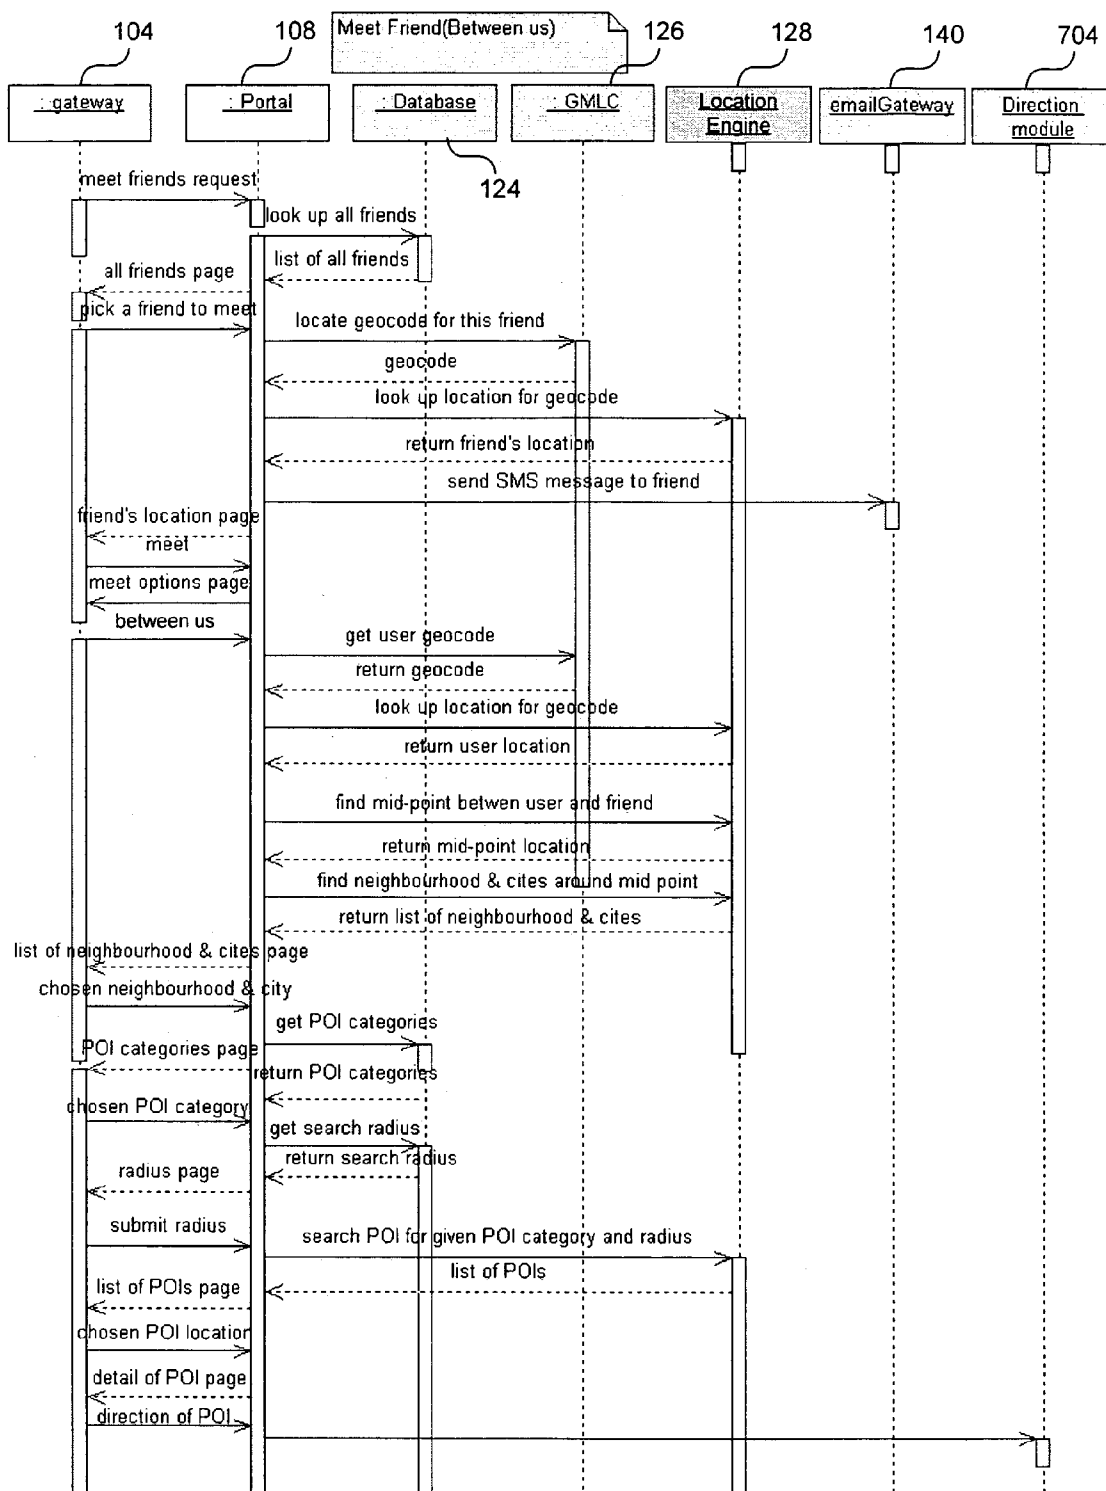 Meet Friend(Between us)
104
108
126
128
140
704
: gateway
: Portal
: Database
: GMLC
Location
Engine
emailGateway
Direction
module
124
meet friends request
look up all friends
list of all friends
all friends page
pick a friend to meet
locate geocode for this friend
geocode
look up location for geocode
return friend's location
send SMS message to friend
friend's location page
meet
meet options page
between us
get user geocode
return geocode
look up location for geocode
return user location
find mid-point betwen user and friend
return mid-point location
find neighbourhood & cites around mid point
return list of neighbourhood & cites
list of neighbourhood & cites page
chosen neighbourhood & city
get POI categories
POI categories page
return POI categories
chosen POI category
get search radius
return search radius
radius page
submit radius
search POI for given POI category and radius
list of POIs
list of POIs page
chosen POI location
detail of POI page
direction of POI